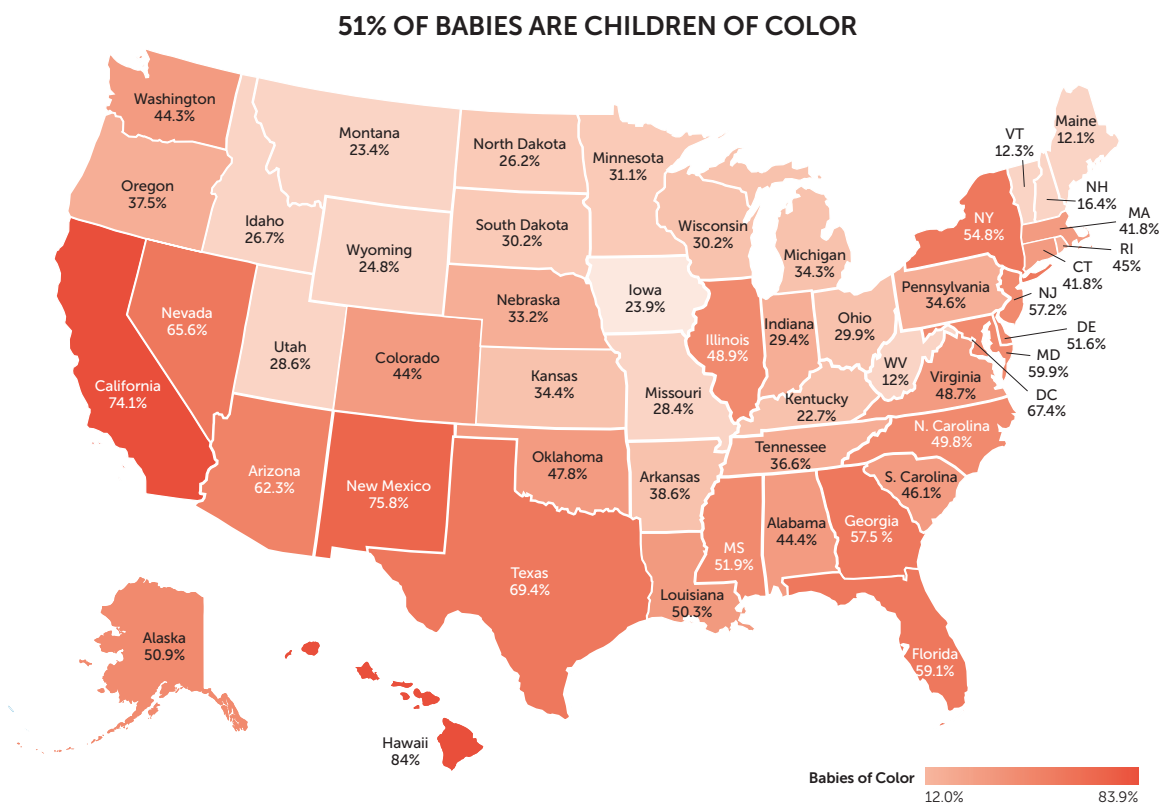 51% OF BABIES ARE CHILDREN OF COLOR
Washington
44.3%
Oregon
37.5%
California
74.1%
Nevada
65.6%
Idaho
26.7%
Montana
23.4%
Wyoming
24.8%
Utah
28.6%
Colorado
44%
Arizona
62.3%
New Mexico
75.8%
North Dakota
26.2%
South Dakota
30.2%
Nebraska
33.2%
Kansas
34.4%
Oklahoma
47.8%
Texas
69.4%
Minnesota
31.1%
Iowa
23.9%
Missouri
28.4%
Arkansas
38.6%
Louisiana
50.3%
Wisconsin
30.2%
Illinois
48.9%
Michigan
34.3%
Indiana
29.4%
Ohio
29.9%
Kentucky
22.7%
Tennessee
36.6%
MS
51.9%
Alabama
44.4%
Georgia
57.5 %
Florida
59.1%
S. Carolina
46.1%
N. Carolina
49.8%
Virginia
48.7%
WV
12%
Pennsylvania
34.6%
NY
54.8%
VT
12.3%
Maine
12.1%
NH
16.4%
MA
41.8%
RI
45%
CT
41.8%
NJ
57.2%
DE
51.6%
MD
59.9%
DC
67.4%
Alaska
50.9%
Hawaii
84%
Babies of Color
12.0%
83.9%